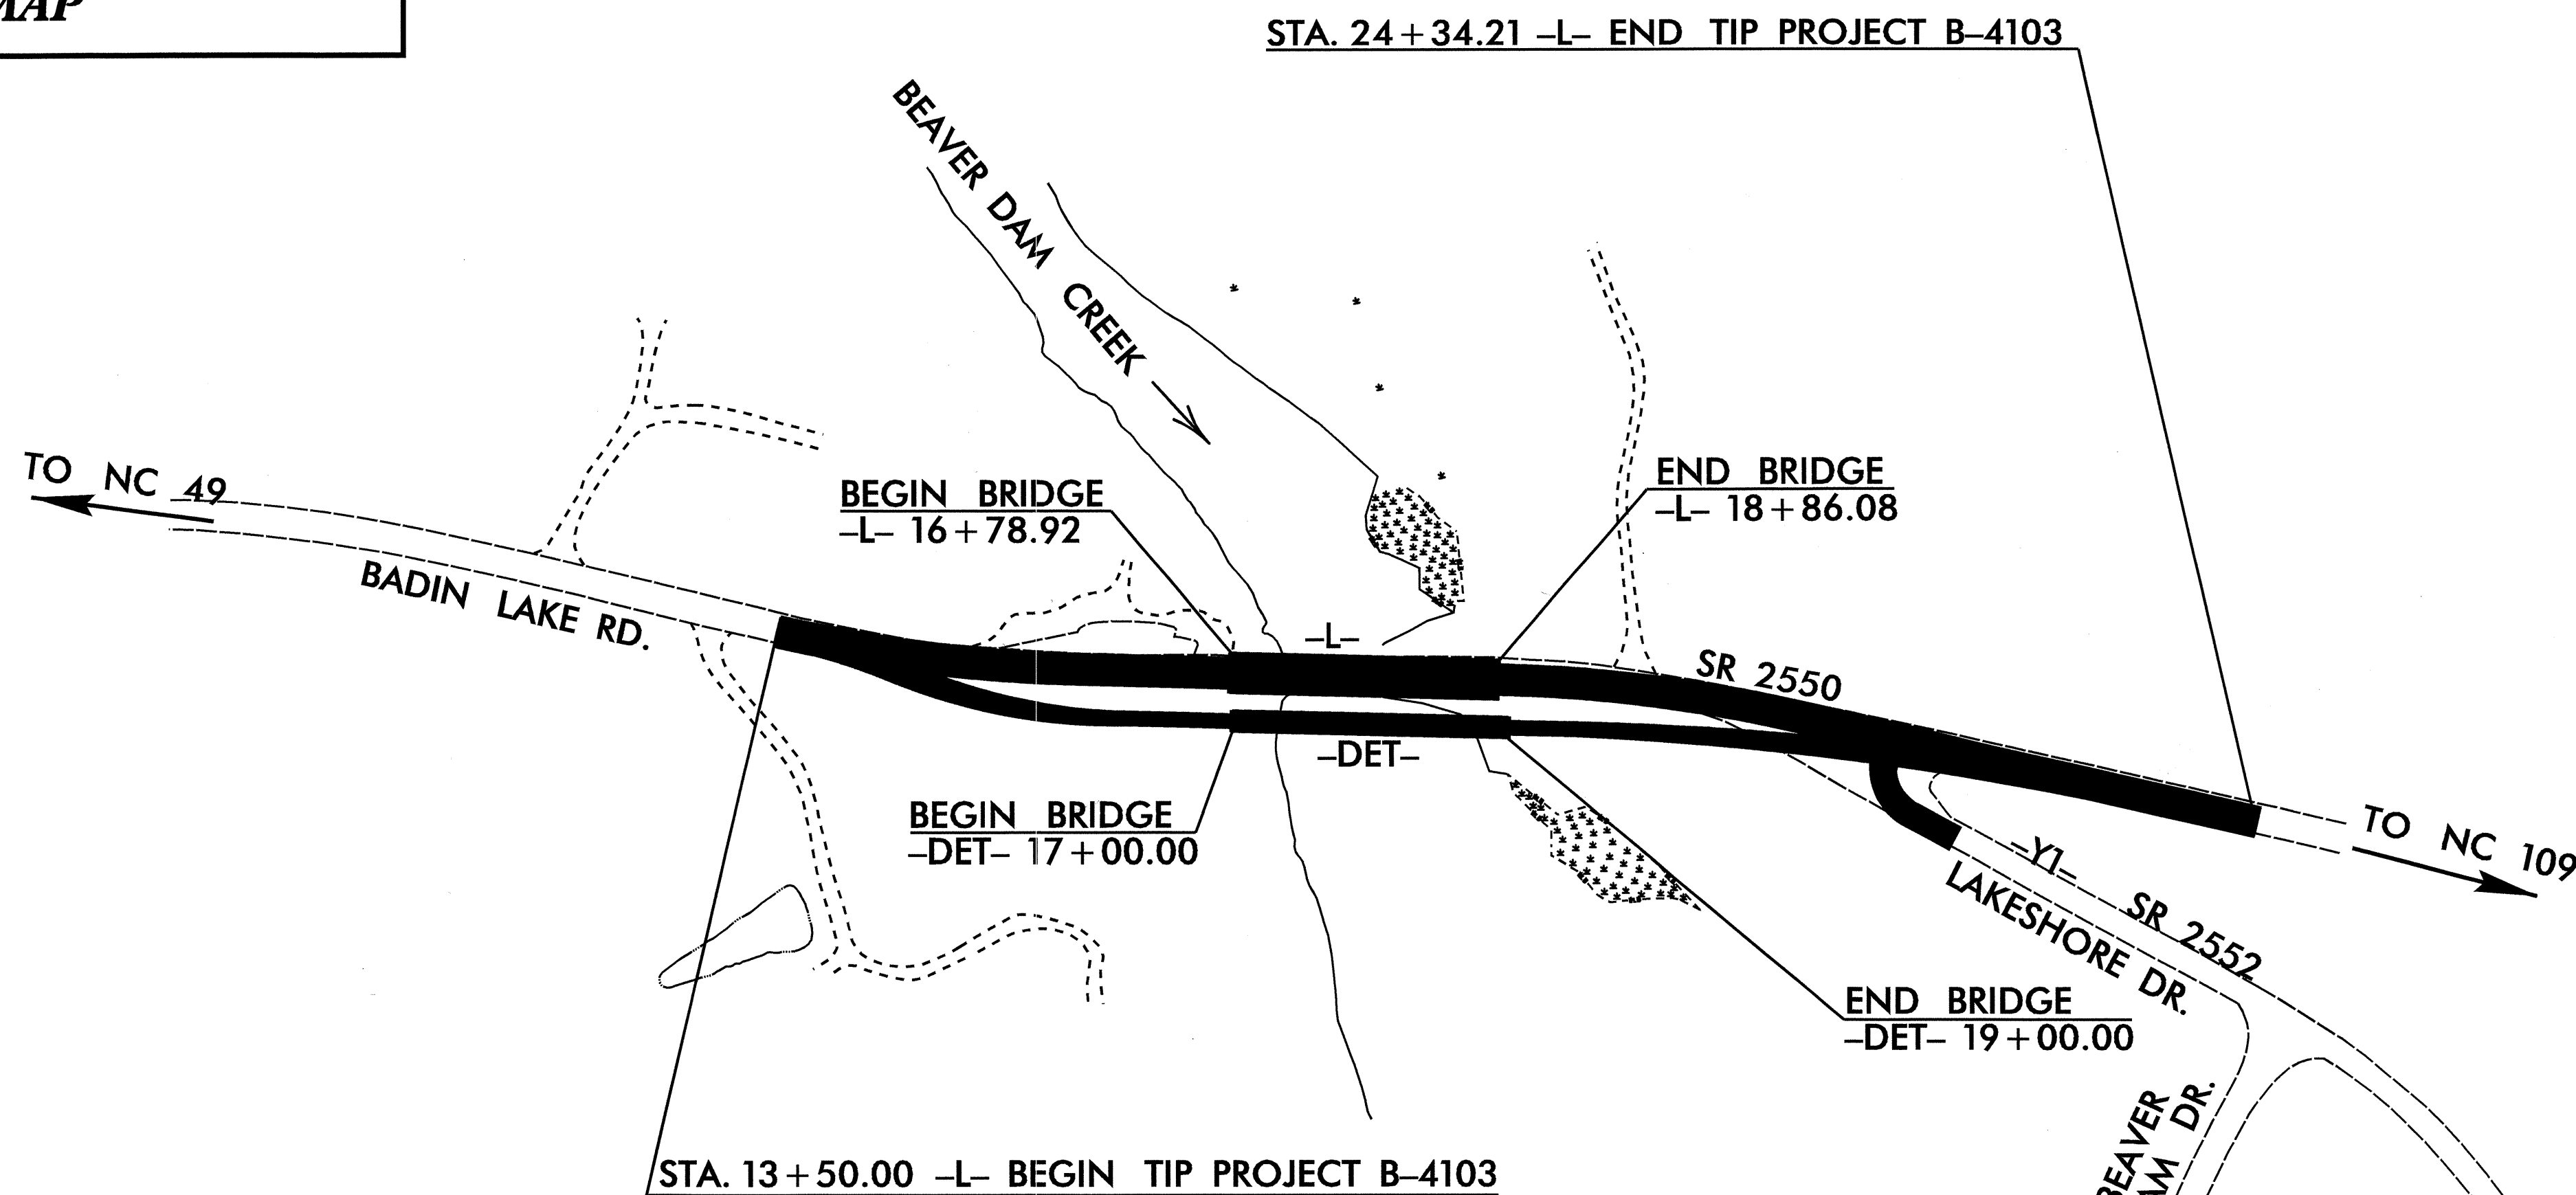 MAP
STA. 24+34.21 –L– END TIP PROJECT B–4103
BEAVER DAM CREEK
TO NC 49
BADIN LAKE RD.
BEGIN BRIDGE
–L– 16+78.92
END BRIDGE
–L– 18+86.08
–L–
SR 2550
–DET–
BEGIN BRIDGE
–DET– 17+00.00
TO NC 109
–Y1–
SR 2552
LAKESHORE DR.
END BRIDGE
–DET– 19+00.00
BEAVER
DR.
STA. 13+50.00 –L– BEGIN TIP PROJECT B–4103